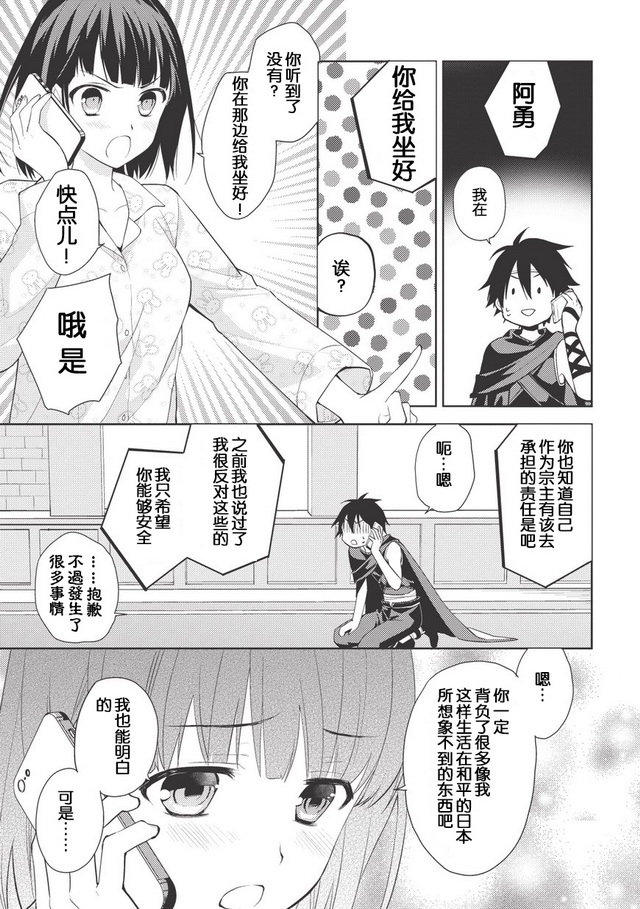 阿勇
我在
你给我坐好
诶？
你听到了
没有？
你在那边给我坐好！
快点儿！
哦是
你也知道自己
作为宗主有该去
承担的责任是吧
呃…嗯
之前我也说过了
我很反对这些的
我只希望
你能够安全
……抱歉
不過發生了
很多事情
嗯…
你一定
背负了很多像我
这样生活在和平的日本
所想象不到的东西吧
我也能明白
的
可是……